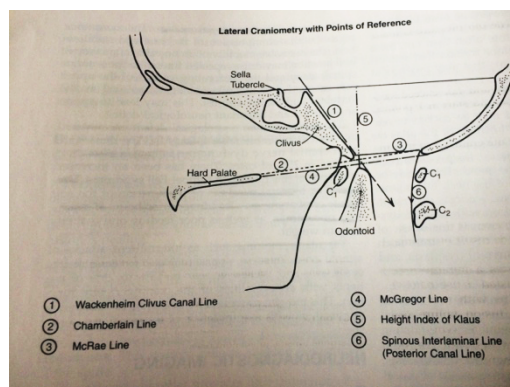 Lateral Craniometry with Points of Reference
Sella
Tubercle
1
5
Clivus
3
2
Hard Palate
4
C1
C1
6
C2
Odontoid
1 Wackenheim Clivus Canal Line
2 Chamberlain Line
3 McRae Line
4 McGregor Line
5 Height Index of Klaus
6 Spinous Interlaminar Line
(Posterior Canal Line)